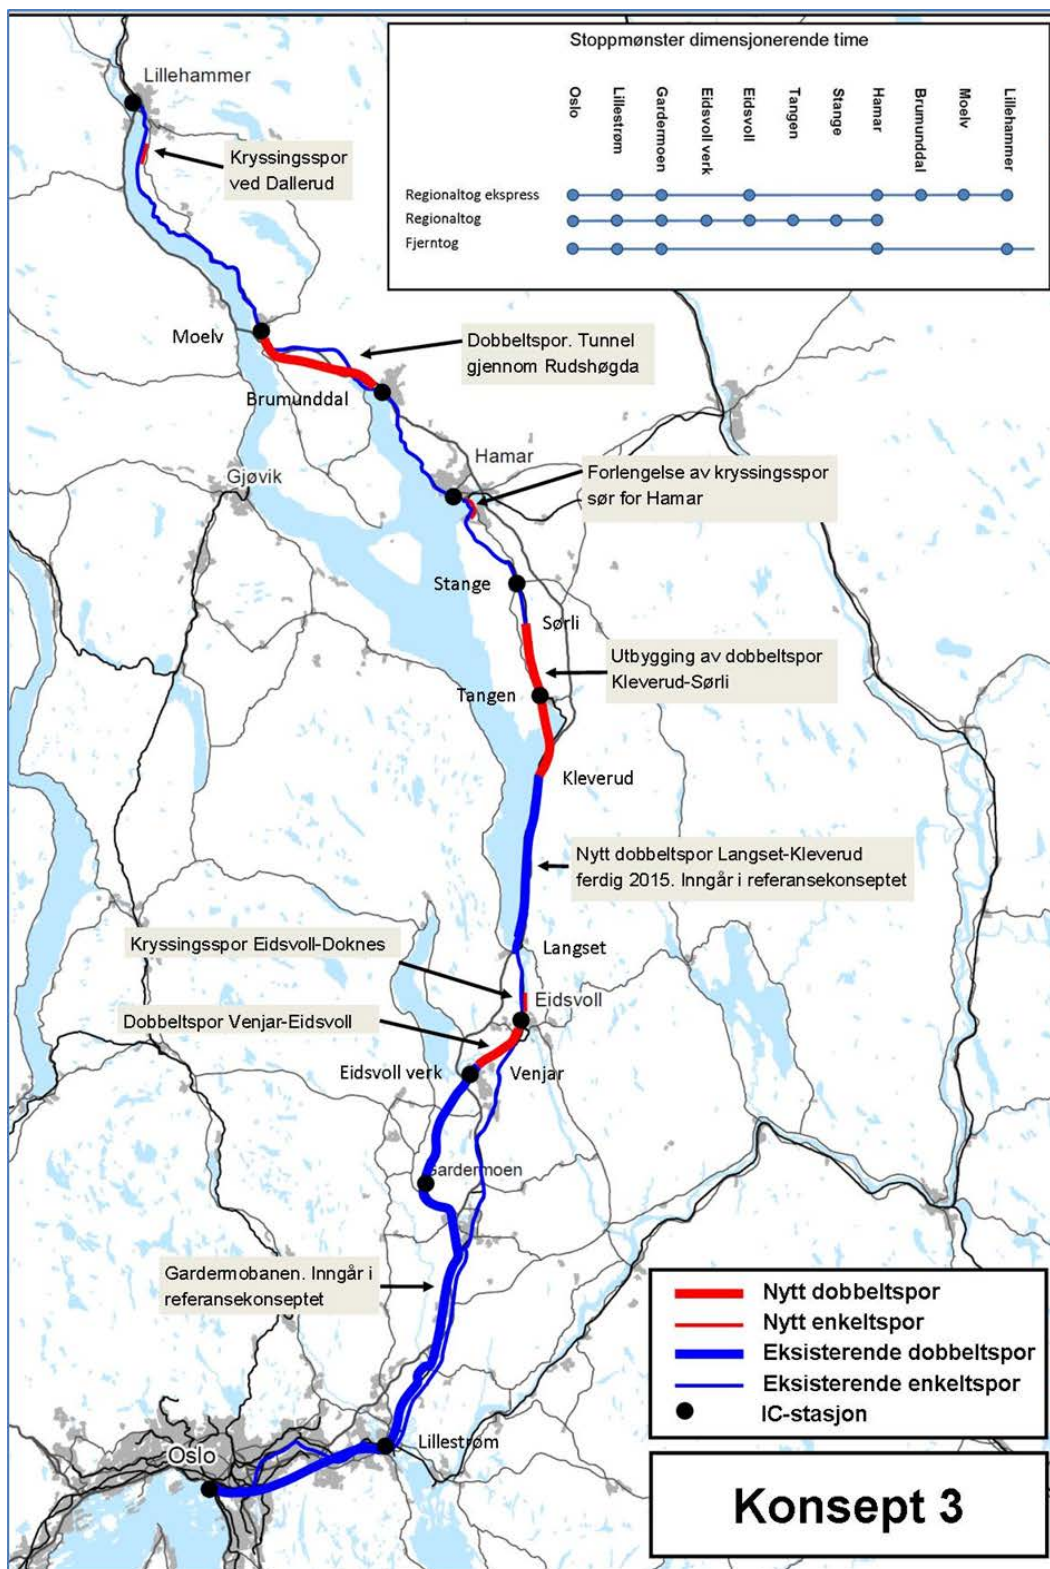 Stoppmønster dimensjonerende time
Oslo
Lillestrøm
Gardermoen
Eidsvoll verk
Eidsvoll
Tangen
Stange
Hamar
Brumunddal
Moelv
Lillehammer
Regionaltog ekspress
Regionaltog
Fjerntog
Lillehammer
Kryssingsspor
ved Dallerud
Moelv
Dobbeltspor. Tunnel
gjennom Rudshøgda
Brumunddal
Hamar
Gjøvik
Forlengelse av kryssingsspor
sør for Hamar
Stange
Sørli
Utbygging av dobbeltspor
Kleverud-Sørli
Tangen
Kleverud
Nytt dobbeltspor Langset-Kleverud
ferdig 2015. Inngår i referansekonseptet
Kryssingsspor Eidsvoll-Doknes
Langset
Eidsvoll
Dobbeltspor Venjar-Eidsvoll
Eidsvoll verk
Venjar
Gardermoen
Gardermobanen. Inngår i
referansekonseptet
Nytt dobbeltspor
Nytt enkeltspor
Eksisterende dobbeltspor
Eksisterende enkeltspor
IC-stasjon
Lillestrøm
Oslo
Konsept 3